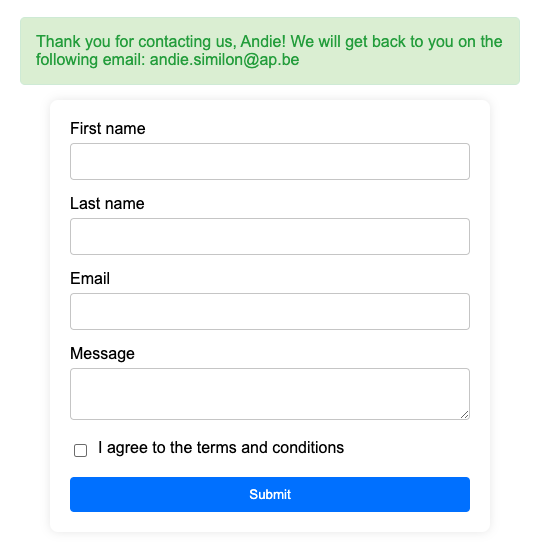 Thank you for contacting us, Andie! We will get back to you on the
following email: andie.similon@ap.be
First name
Last name
Email
Message
I agree to the terms and conditions
Submit